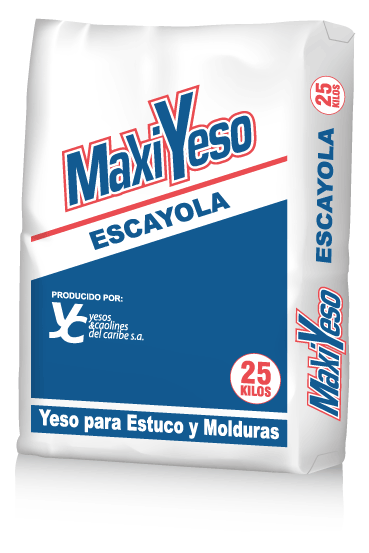 MaxiYeso
ESCAYOLA
PRODUCIDO POR:
yc
yesos
&caolines
del caribe s.a.
25
KILOS
Yeso para Estuco y Molduras
25
KILOS
ESCAYOLA
MaxiYeso